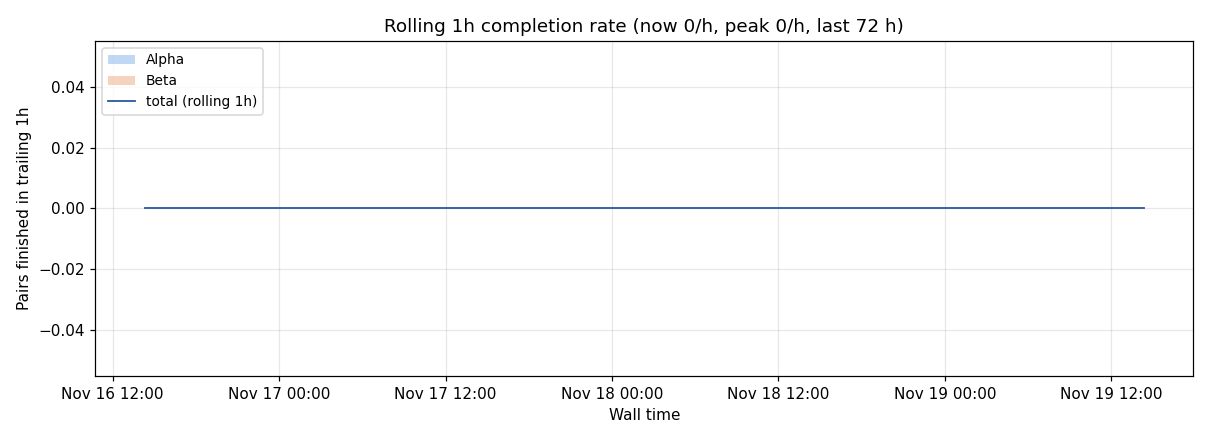 Rolling 1h completion rate (now 0/h, peak 0/h, last 72 h)
Alpha
Beta
total (rolling 1h)
Pairs finished in trailing 1h
0.04
0.02
0.00
−0.02
−0.04
Nov 16 12:00 Nov 17 00:00 Nov 17 12:00 Nov 18 00:00 Nov 18 12:00 Nov 19 00:00 Nov 19 12:00
Wall time